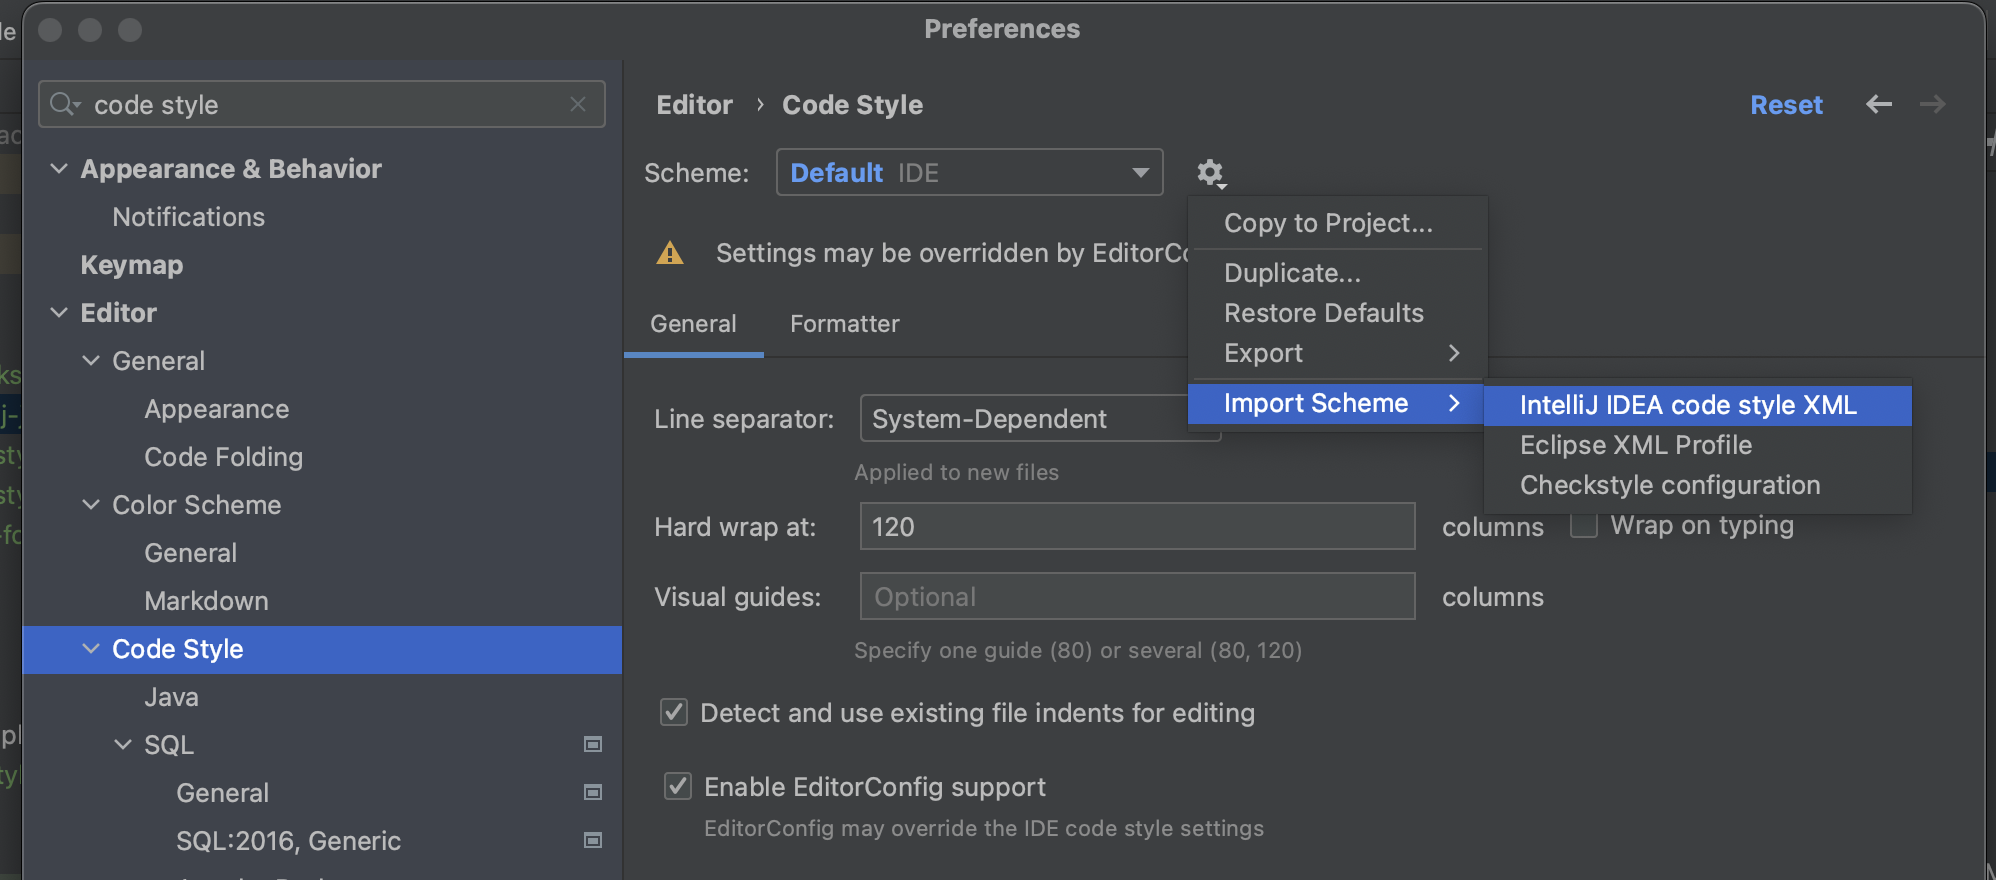 Preferences
code style
Appearance & Behavior
Notifications
Keymap
Editor
General
Appearance
Code Folding
Color Scheme
General
Markdown
Code Style
Java
SQL
General
SQL:2016, Generic
Editor › Code Style
Reset
Scheme: Default IDE
Settings may be overridden by EditorCo
General Formatter
Line separator: System-Dependent
Applied to new files
Hard wrap at: 120 columns Wrap on typing
Visual guides: Optional columns
Specify one guide (80) or several (80, 120)
Detect and use existing file indents for editing
Enable EditorConfig support
EditorConfig may override the IDE code style settings
Copy to Project...
Duplicate...
Restore Defaults
Export
Import Scheme
IntelliJ IDEA code style XML
Eclipse XML Profile
Checkstyle configuration